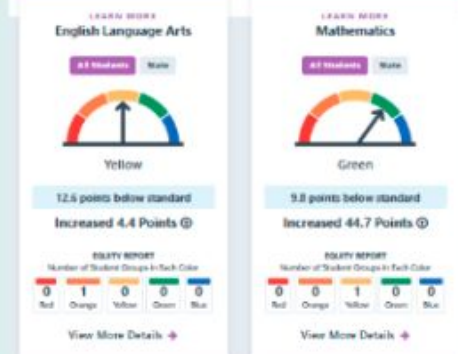 LEARN MORE
English Language Arts
All Students State
Yellow
12.6 points below standard
Increased 4.4 Points
EQUITY REPORT
Number of Student Groups in Each Color
0 1 0 0 0
Red Orange Yellow Green Blue
View More Details →
LEARN MORE
Mathematics
All Students State
Green
9.8 points below standard
Increased 44.7 Points
EQUITY REPORT
Number of Student Groups in Each Color
0 0 1 0 0
Red Orange Yellow Green Blue
View More Details →